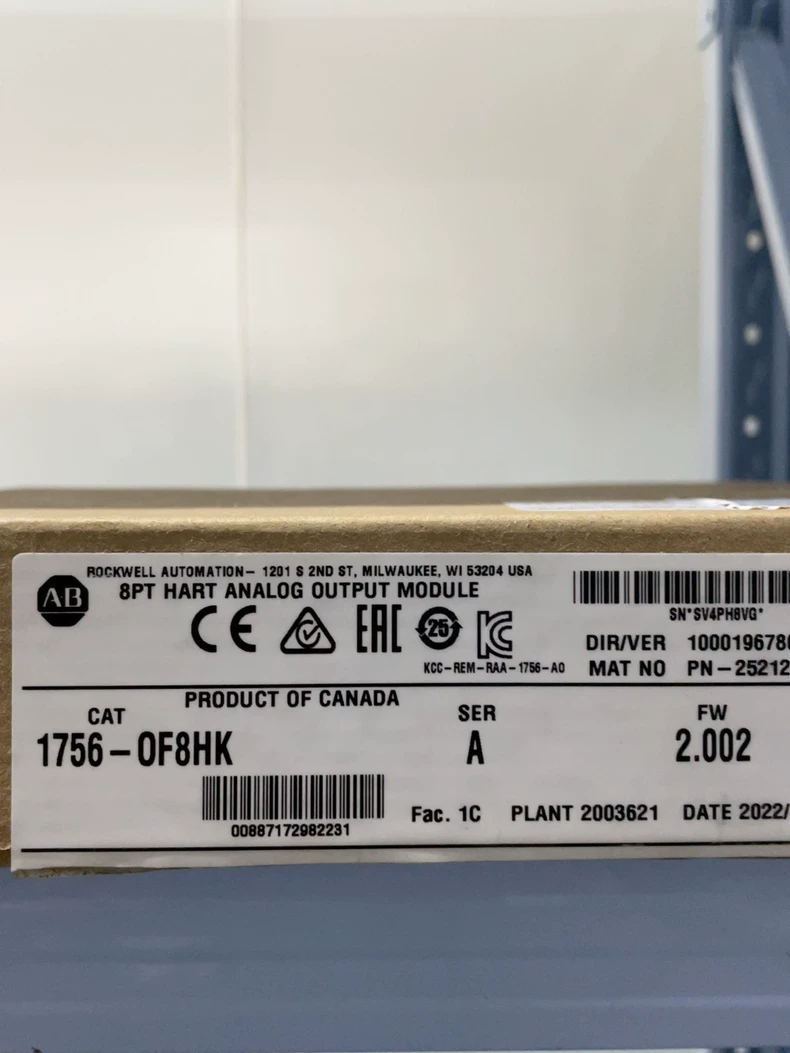 AB
ROCKWELL AUTOMATION- 1201 S 2ND ST, MILWAUKEE, WI 53204 USA
8PT HART ANALOG OUTPUT MODULE
CE EAC 25 KC
KCC-REM-RAA-1756-AO
SN*SV4PH8VG*
DIR/VER 1000196780
MAT NO PN-25212
PRODUCT OF CANADA
CAT SER FW
1756-OF8HK A 2.002
00887172982231
Fac. 1C PLANT 2003621 DATE 2022/